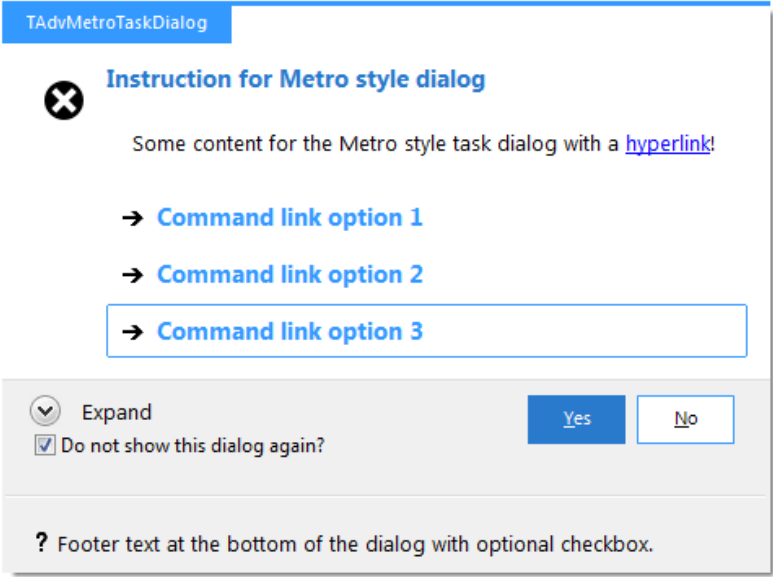 TAdvMetroTaskDialog
Instruction for Metro style dialog
Some content for the Metro style task dialog with a hyperlink!
➔ Command link option 1
➔ Command link option 2
➔ Command link option 3
Expand
Yes
No
Do not show this dialog again?
? Footer text at the bottom of the dialog with optional checkbox.